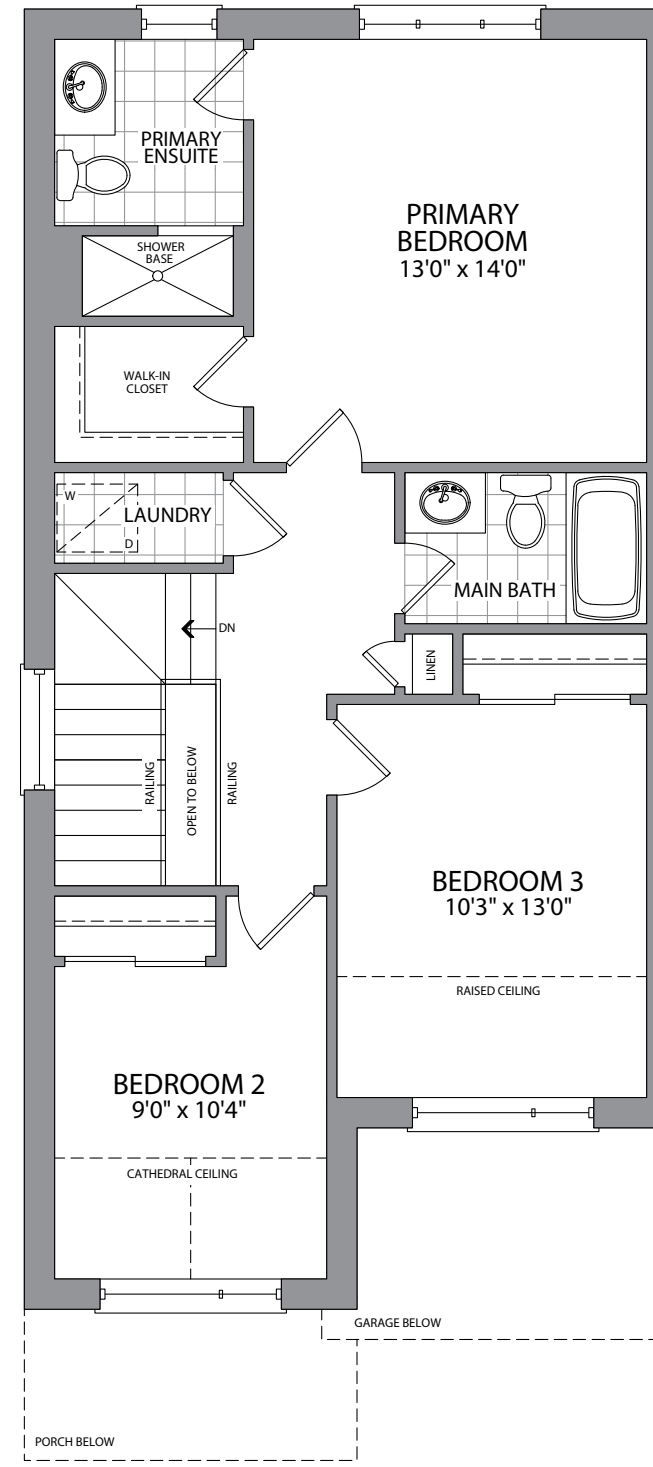 PRIMARY
ENSUITE
PRIMARY
BEDROOM
13'0" x 14'0"
SHOWER
BASE
WALK-IN
CLOSET
W
LAUNDRY
D
MAIN BATH
DN
LINEN
RAILING
OPEN TO BELOW
RAILING
BEDROOM 3
10'3" x 13'0"
RAISED CEILING
BEDROOM 2
9'0" x 10'4"
CATHEDRAL CEILING
GARAGE BELOW
PORCH BELOW